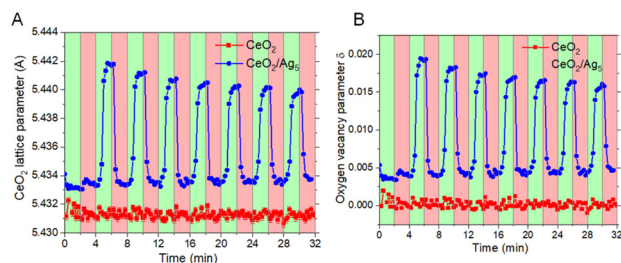 A
CeO₂ lattice parameter (A)
5.444
5.442
5.440
5.438
5.436
5.434
5.432
5.430
CeO₂
CeO₂/Ag₅
0 4 8 12 16 20 24 28 32
Time (min)
B
Oxygen vacancy parameter δ
0.020
0.015
0.010
0.005
0.000
CeO₂
CeO₂/Ag₅
0 4 8 12 16 20 24 28 32
Time (min)